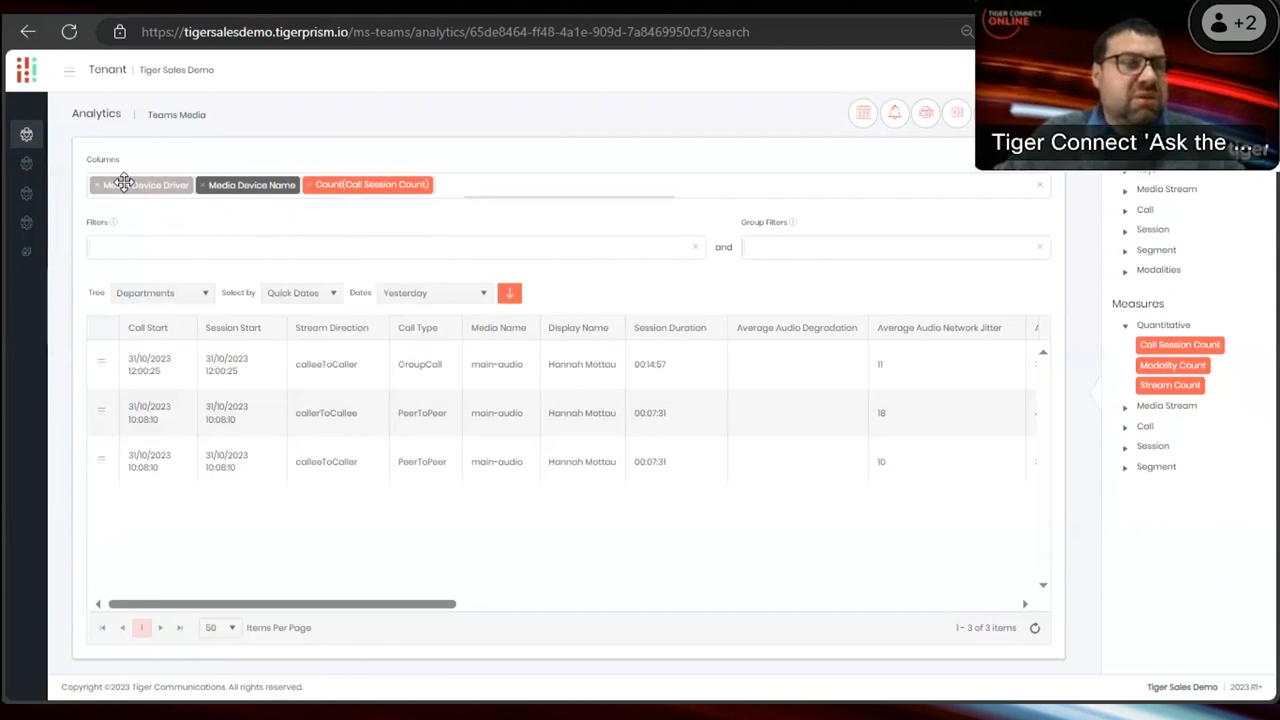 https://tigersalesdemo.tigerprism.io/ms-teams/analytics/65de8464-ff48-4a1e-909d-7a8469950cf3/search
TIGER CONNECT
ONLINE
+2
Tiger Connect 'Ask the ...
Tenant | Tiger Sales Demo
Analytics | Teams Media
Columns
× Device Driver × Media Device Name × Count(Call Session Count) ×
Filters
Group Filters
× and ×
Tree Departments Select by Quick Dates Dates Yesterday
Call Start Session Start Stream Direction Call Type Media Name Display Name Session Duration Average Audio Degradation Average Audio Network Jitter
31/10/2023 12:00:25 31/10/2023 12:00:25 calleeToCaller GroupCall main-audio Hannah Mottau 00:14:57 11
31/10/2023 10:08:10 31/10/2023 10:08:10 callerToCallee PeerToPeer main-audio Hannah Mottau 00:07:31 18
31/10/2023 10:08:10 31/10/2023 10:08:10 calleeToCaller PeerToPeer main-audio Hannah Mottau 00:07:31 10
1 50 Items Per Page 1 - 3 of 3 items
Media Stream
Call
Session
Segment
Modalities
Measures
Quantitative
Call Session Count
Modality Count
Stream Count
Media Stream
Call
Session
Segment
Copyright ©2023 Tiger Communications. All rights reserved.
Tiger Sales Demo | 2023.R1+